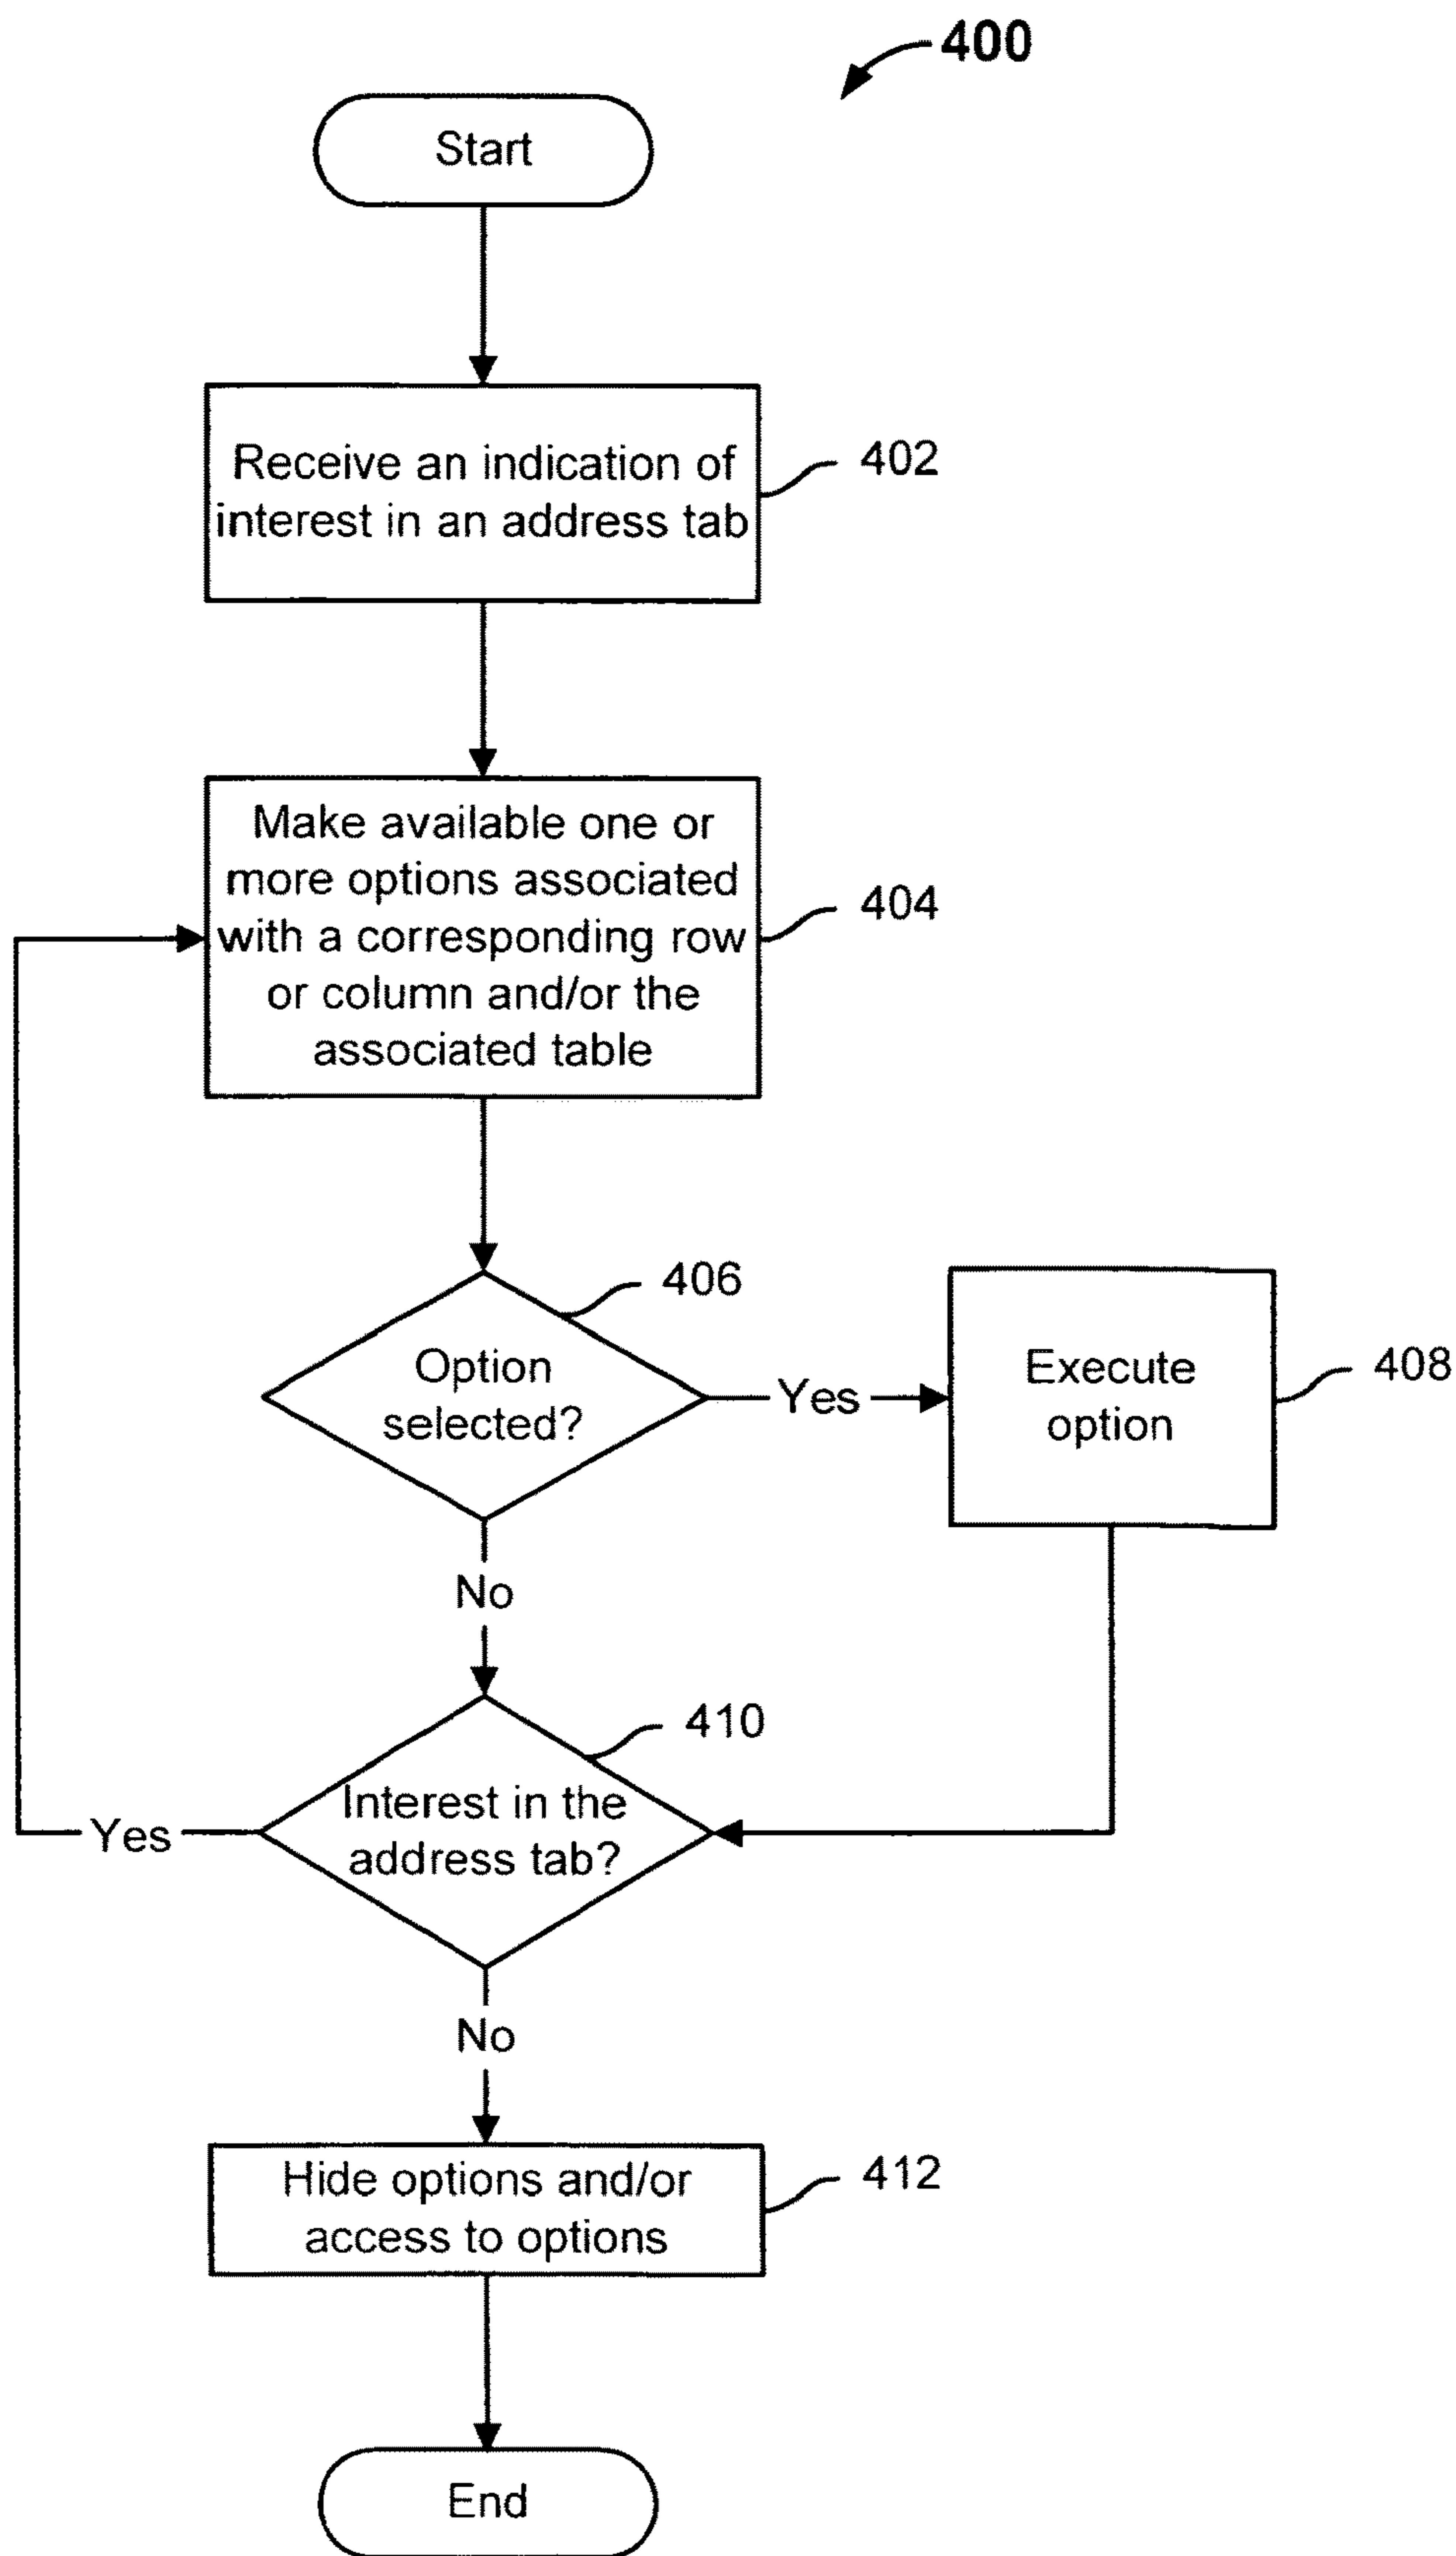 400
Start
Receive an indication of
interest in an address tab
402
Make available one or
more options associated
with a corresponding row
or column and/or the
associated table
404
406
Option
selected?
Yes
Execute
option
408
No
410
Interest in the
address tab?
Yes
No
Hide options and/or
access to options
412
End